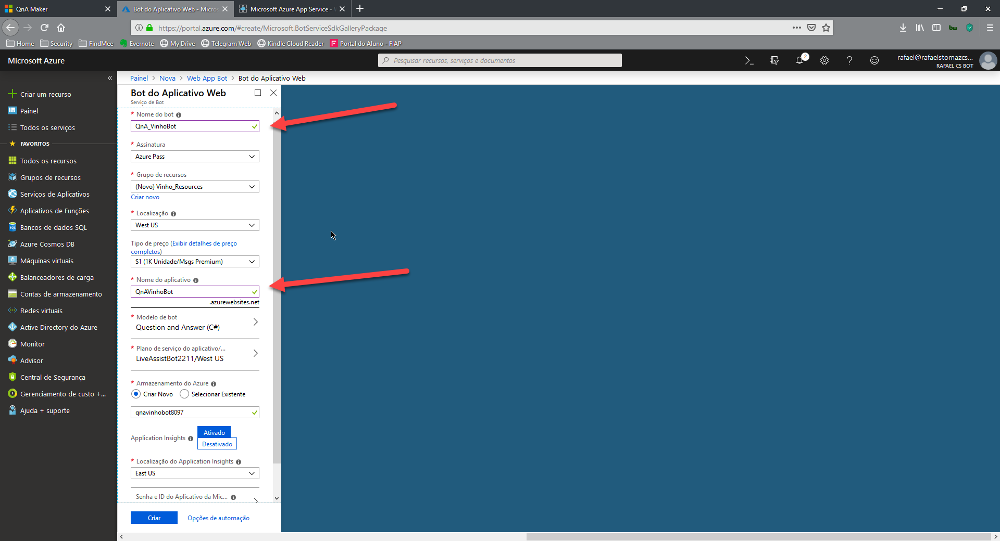 QnA Maker
Bot do Aplicativo Web - Micros
Microsoft Azure App Service -
https://portal.azure.com/#create/Microsoft.BotServiceSdkGalleryPackage
Home
Security
FindMee
Evernote
My Drive
Telegram Web
Kindle Cloud Reader
F
Portal do Aluno - FIAP
bw
Microsoft Azure
Pesquisar recursos, serviços e documentos
2
rafael@rafaelstomazcs...
RAFAEL CS BOT
Criar um recurso
Painel
Todos os serviços
FAVORITOS
Todos os recursos
Grupos de recursos
Serviços de Aplicativos
Aplicativos de Funções
Bancos de dados SQL
Azure Cosmos DB
Máquinas virtuais
Balanceadores de carga
Contas de armazenamento
Redes virtuais
Active Directory do Azure
Monitor
Advisor
Central de Segurança
Gerenciamento de custo +...
Ajuda + suporte
Painel > Nova > Web App Bot > Bot do Aplicativo Web
Bot do Aplicativo Web
Serviço de Bot
* Nome do bot
QnA_VinhoBot
* Assinatura
Azure Pass
* Grupo de recursos
(Novo) Vinho_Resources
Criar novo
* Localização
West US
Tipo de preço (Exibir detalhes de preço
completos)
S1 (1K Unidade/Msgs Premium)
* Nome do aplicativo
QnAVinhoBot
.azurewebsites.net
* Modelo de bot
Question and Answer (C#)
* Plano de serviço do aplicativo/...
LiveAssistBot2211/West US
* Armazenamento do Azure
Criar Novo
Selecionar Existente
qnavinhobot8097
Application Insights
Ativado
Desativado
* Localização do Application Insights
East US
Senha e ID do Aplicativo da Mic...
Criar
Opções de automação